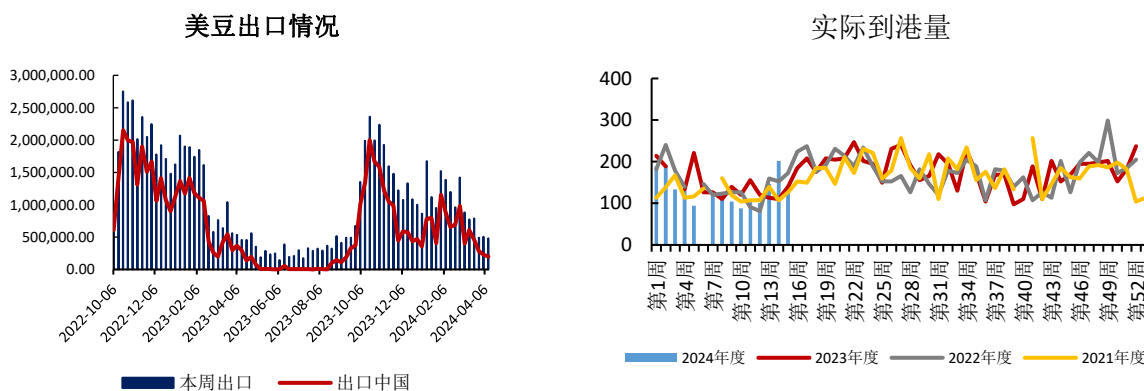 美豆出口情况
3,000,000.00
2,500,000.00
2,000,000.00
1,500,000.00
1,000,000.00
500,000.00
0.00
2022-10-06
2022-12-06
2023-02-06
2023-04-06
2023-06-06
2023-08-06
2023-10-06
2023-12-06
2024-02-06
2024-04-06
本周出口
出口中国
实际到港量
400
300
200
100
0
第1周
第4周
第7周
第10周
第13周
第16周
第19周
第22周
第25周
第28周
第31周
第34周
第37周
第40周
第43周
第46周
第49周
第52周
2024年度
2023年度
2022年度
2021年度